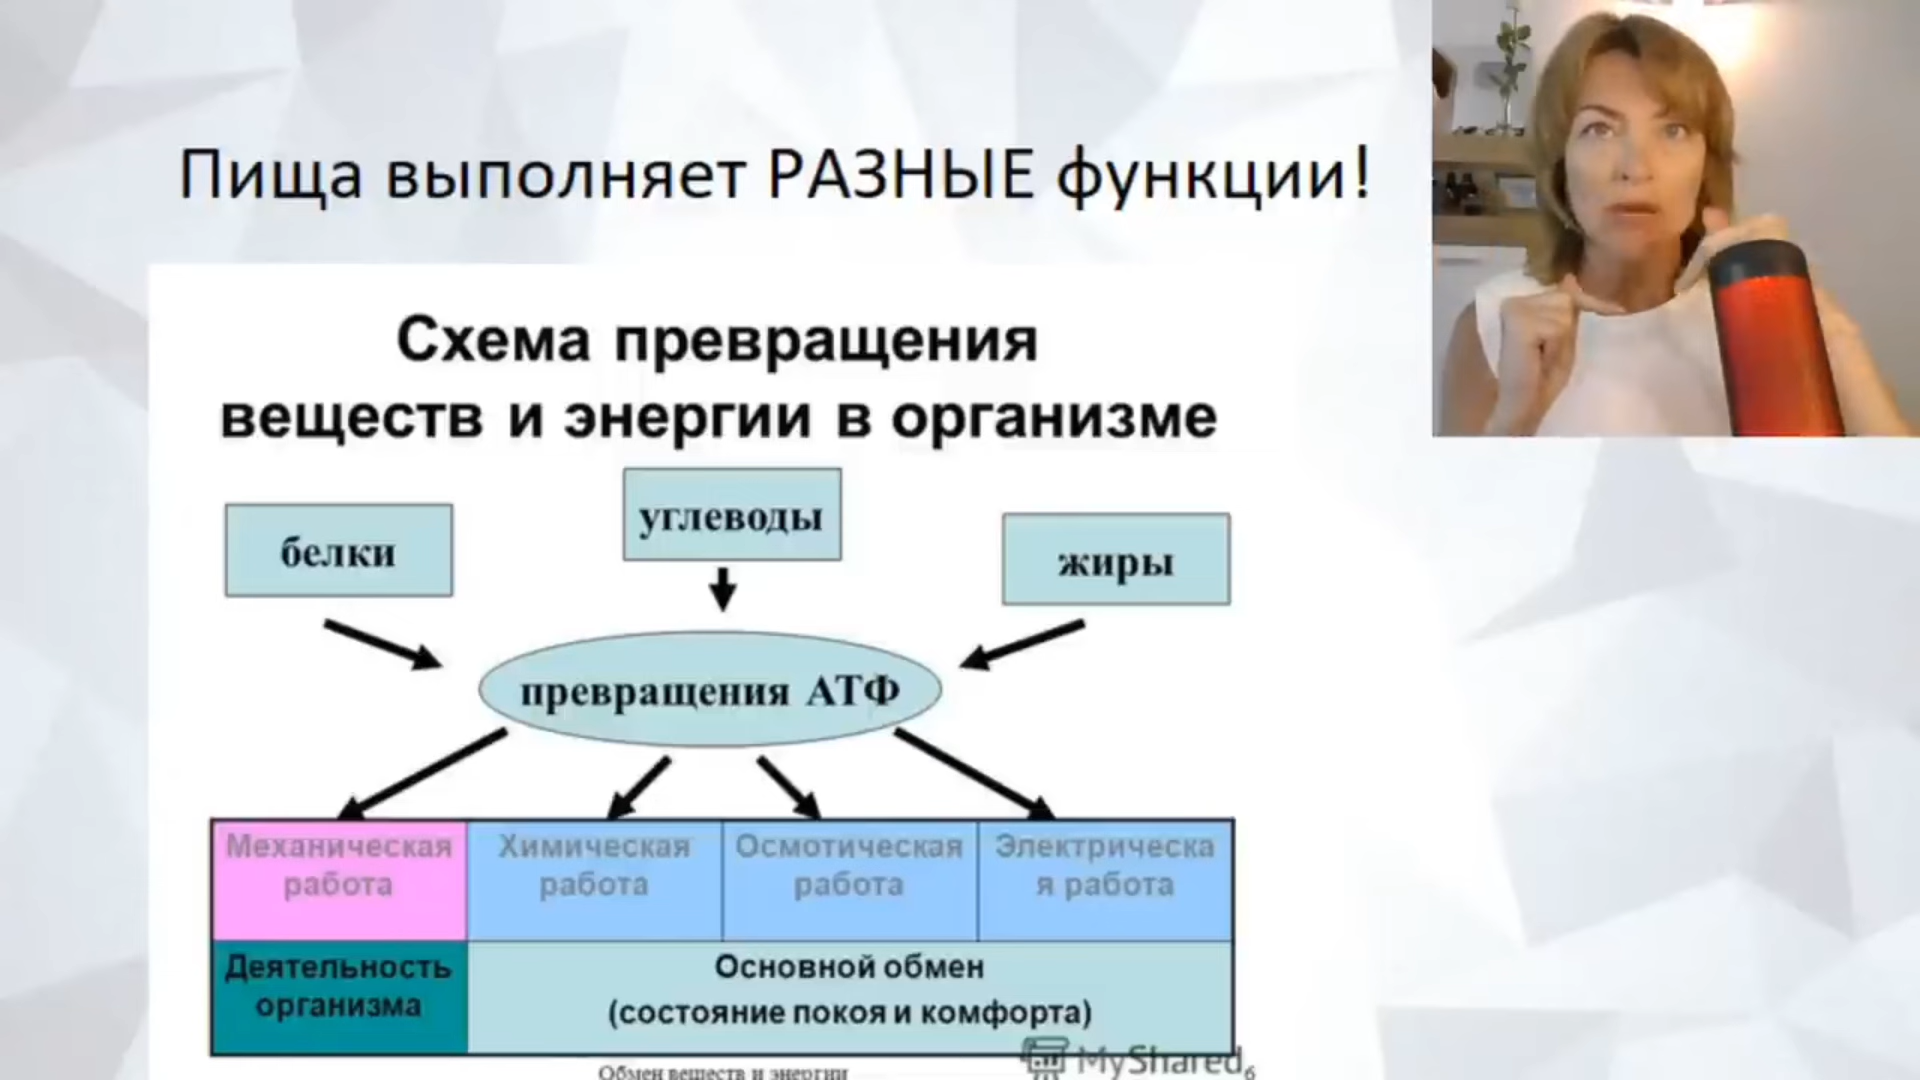 Пища выполняет РАЗНЫЕ функции!
Схема превращения
веществ и энергии в организме
белки
углеводы
жиры
превращения АТФ
Механическая
работа
Химическая
работа
Осмотическая
работа
Электрическа
я работа
Деятельность
организма
Основной обмен
(состояние покоя и комфорта)
Обмен веществ и энергии
MyShared
6